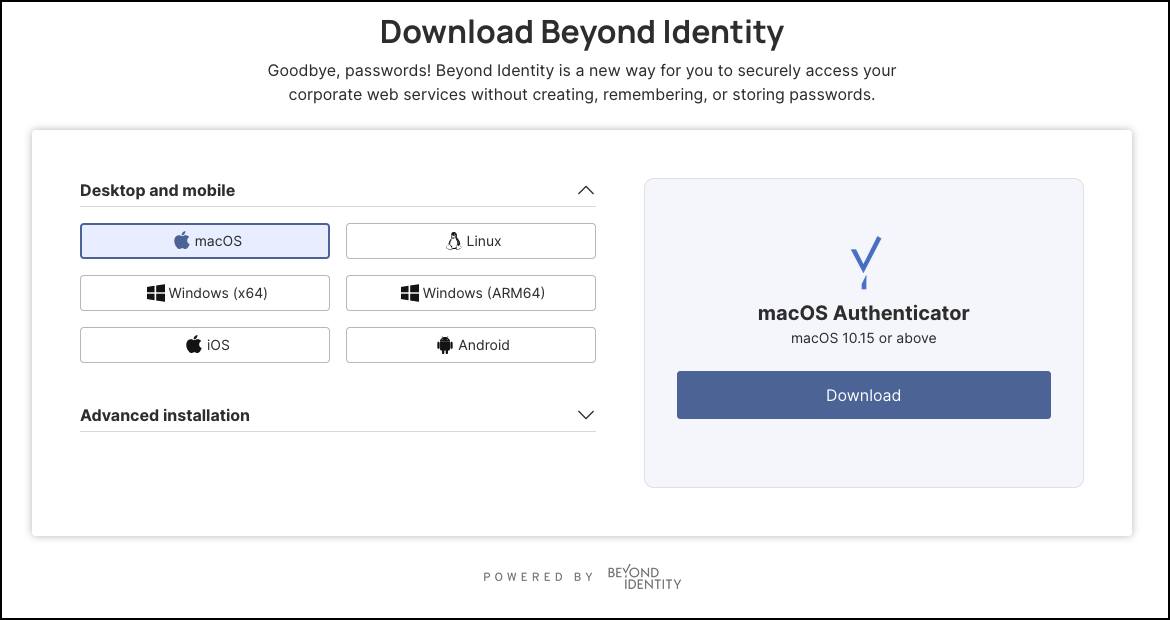 Download Beyond Identity
Goodbye, passwords! Beyond Identity is a new way for you to securely access your
corporate web services without creating, remembering, or storing passwords.
Desktop and mobile
macOS
Linux
Windows (x64)
Windows (ARM64)
iOS
Android
Advanced installation
macOS Authenticator
macOS 10.15 or above
Download
POWERED BY
BEYOND
IDENTITY